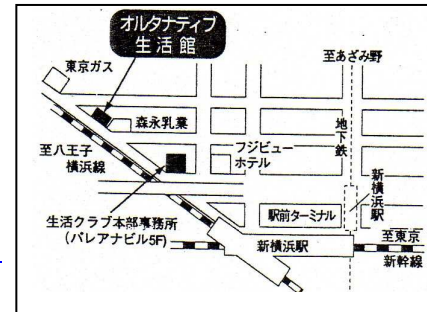 オルタナティブ
生活館
東京ガス
至あざみ野
森永乳業
地下鉄
至八王子
横浜線
フジビュー
ホテル
新横浜駅
生活クラブ本部事務所
(バレアナビル5F)
駅前ターミナル
新横浜駅
至東京
新幹線